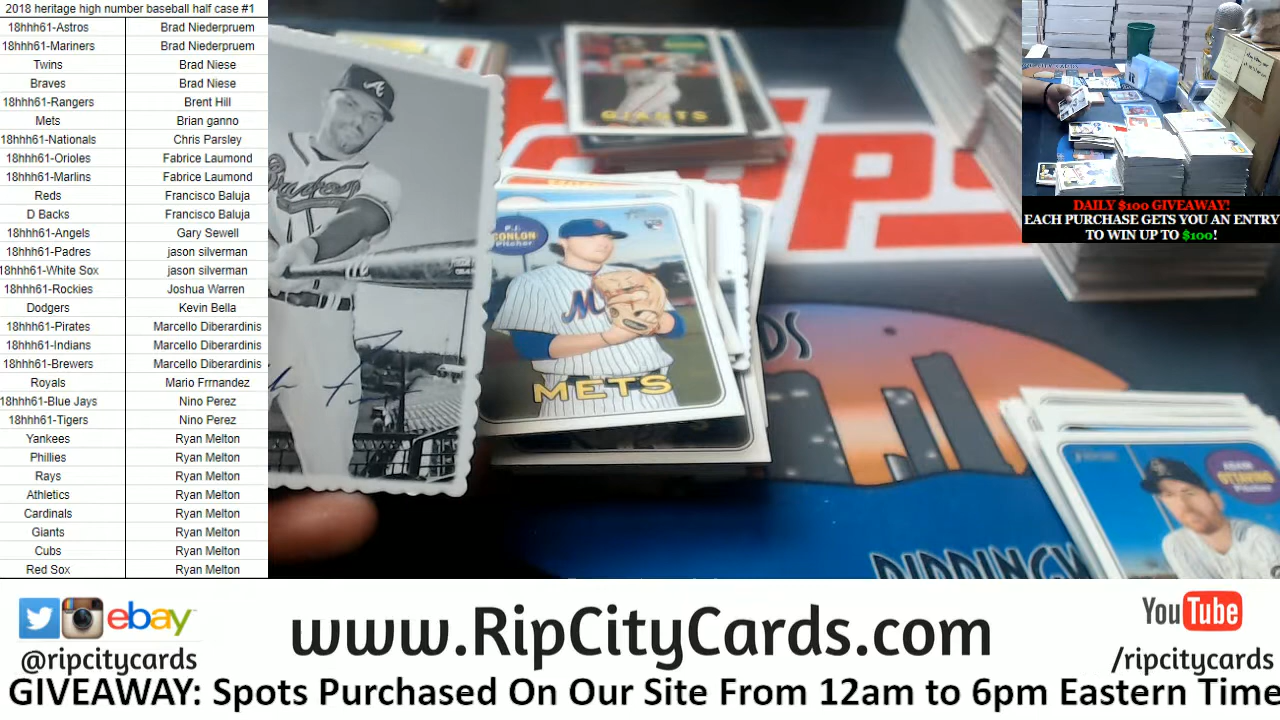 2018 heritage high number baseball half case #1
18hhh61-Astros Brad Niederpruem
18hhh61-Mariners Brad Niederpruem
Twins Brad Niese
Braves Brad Niese
18hhh61-Rangers Brent Hill
Mets Brian ganno
18hhh61-Nationals Chris Parsley
18hhh61-Orioles Fabrice Laumond
18hhh61-Marlins Fabrice Laumond
Reds Francisco Baluja
D Backs Francisco Baluja
18hhh61-Angels Gary Sewell
18hhh61-Padres jason silverman
18hhh61-White Sox jason silverman
18hhh61-Rockies Joshua Warren
Dodgers Kevin Bella
18hhh61-Pirates Marcello Diberardinis
18hhh61-Indians Marcello Diberardinis
18hhh61-Brewers Marcello Diberardinis
Royals Mario Frrnandez
18hhh61-Blue Jays Nino Perez
18hhh61-Tigers Nino Perez
Yankees Ryan Melton
Phillies Ryan Melton
Rays Ryan Melton
Athletics Ryan Melton
Cardinals Ryan Melton
Giants Ryan Melton
Cubs Ryan Melton
Red Sox Ryan Melton
GIANTS
P.J.
CONLON
Pitcher
METS
ADAM
OTTAVINO
Pitcher
DAILY $100 GIVEAWAY!
EACH PURCHASE GETS YOU AN ENTRY
TO WIN UP TO $100!
ebay
@ripcitycards
www.RipCityCards.com
YouTube
/ripcitycards
GIVEAWAY: Spots Purchased On Our Site From 12am to 6pm Eastern Time